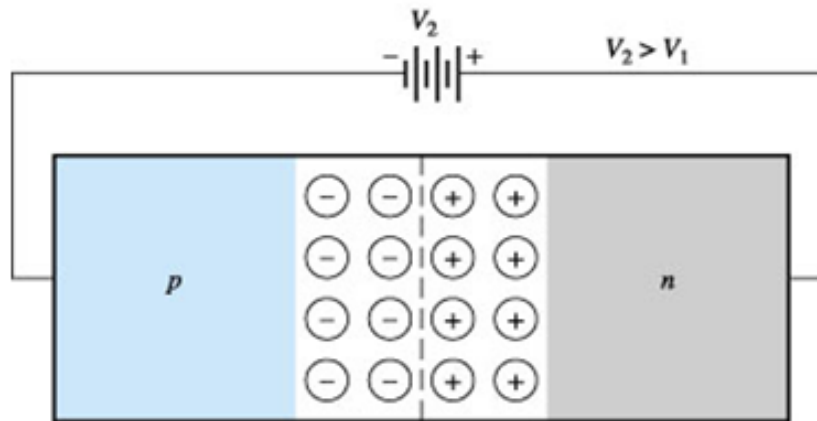 V₂
− +
V₂ > V₁
− − + +
− − + +
p
n
− − + +
− − + +